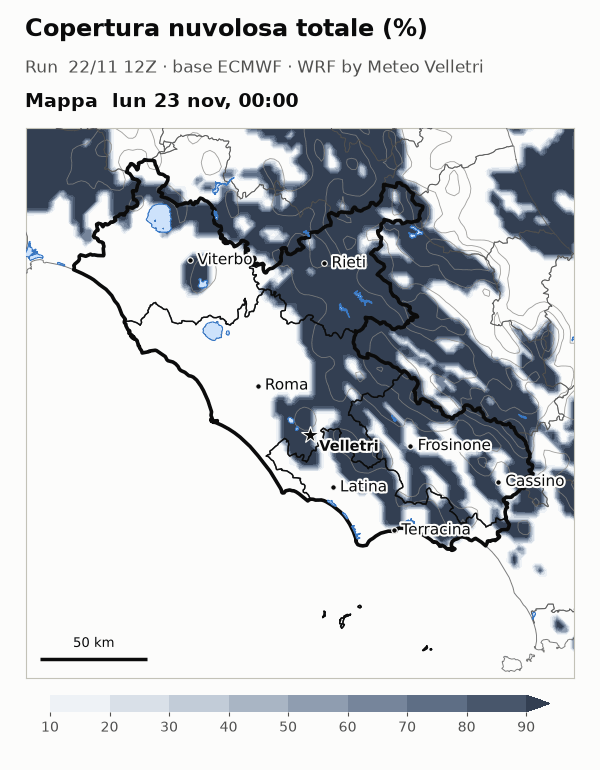 Copertura nuvolosa totale (%)
Run 22/11 12Z · base ECMWF · WRF by Meteo Velletri
Mappa lun 23 nov, 00:00
Viterbo
Rieti
Roma
Velletri
Frosinone
Latina
Cassino
Terracina
50 km
10 20 30 40 50 60 70 80 90